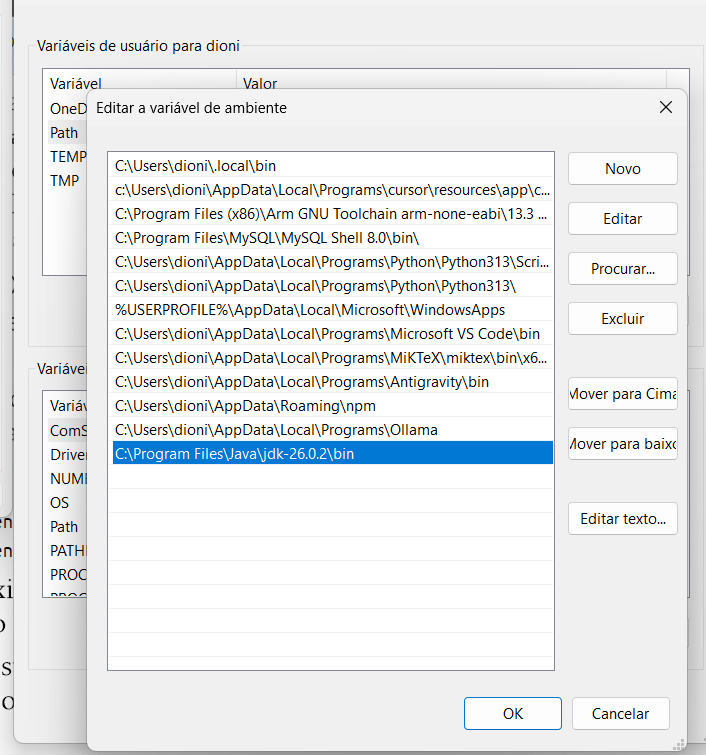 Variáveis de usuário para dioni
Variável Valor
OneD
Path
TEMP
TMP
Editar a variável de ambiente
C:\Users\dioni\.local\bin
c:\Users\dioni\AppData\Local\Programs\cursor\resources\app\c...
C:\Program Files (x86)\Arm GNU Toolchain arm-none-eabi\13.3 ...
C:\Program Files\MySQL\MySQL Shell 8.0\bin\
C:\Users\dioni\AppData\Local\Programs\Python\Python313\Scri...
C:\Users\dioni\AppData\Local\Programs\Python\Python313\
%USERPROFILE%\AppData\Local\Microsoft\WindowsApps
C:\Users\dioni\AppData\Local\Programs\Microsoft VS Code\bin
C:\Users\dioni\AppData\Local\Programs\MiKTeX\miktex\bin\x6...
C:\Users\dioni\AppData\Local\Programs\Antigravity\bin
C:\Users\dioni\AppData\Roaming\npm
C:\Users\dioni\AppData\Local\Programs\Ollama
C:\Program Files\Java\jdk-26.0.2\bin
Novo
Editar
Procurar...
Excluir
Mover para Cima
Mover para baixo
Editar texto...
OK
Cancelar
Variávei
Variáv
ComS
Driver
NUME
OS
Path
PATHE
PROC